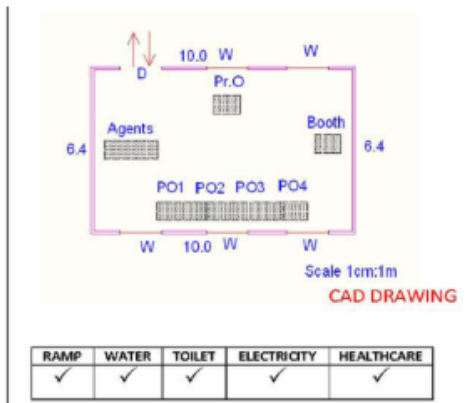 10.0 W W
D
Pr.O
Agents Booth
6.4 6.4
PO1 PO2 PO3 PO4
W 10.0 W W
Scale 1cm:1m
CAD DRAWING
RAMP WATER TOILET ELECTRICITY HEALTHCARE
✓ ✓ ✓ ✓ ✓